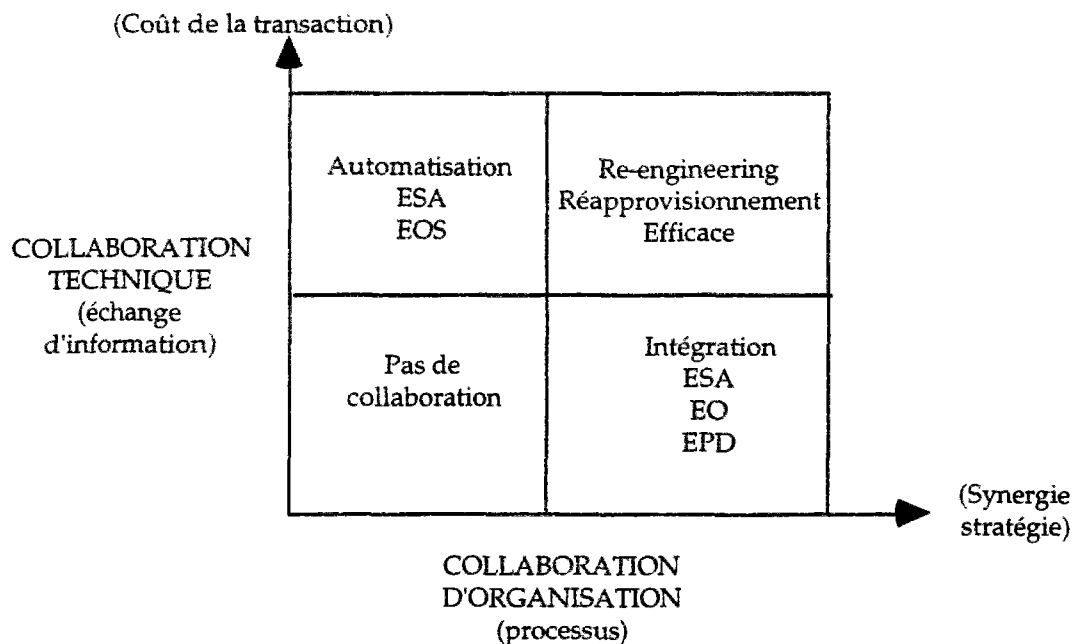 (Coût de la transaction)
Automatisation
ESA
EOS
Re-engineering
Réapprovisionnement
Efficace
COLLABORATION
TECHNIQUE
(échange
d'information)
Pas de
collaboration
Intégration
ESA
EO
EPD
(Synergie
stratégie)
COLLABORATION
D'ORGANISATION
(processus)